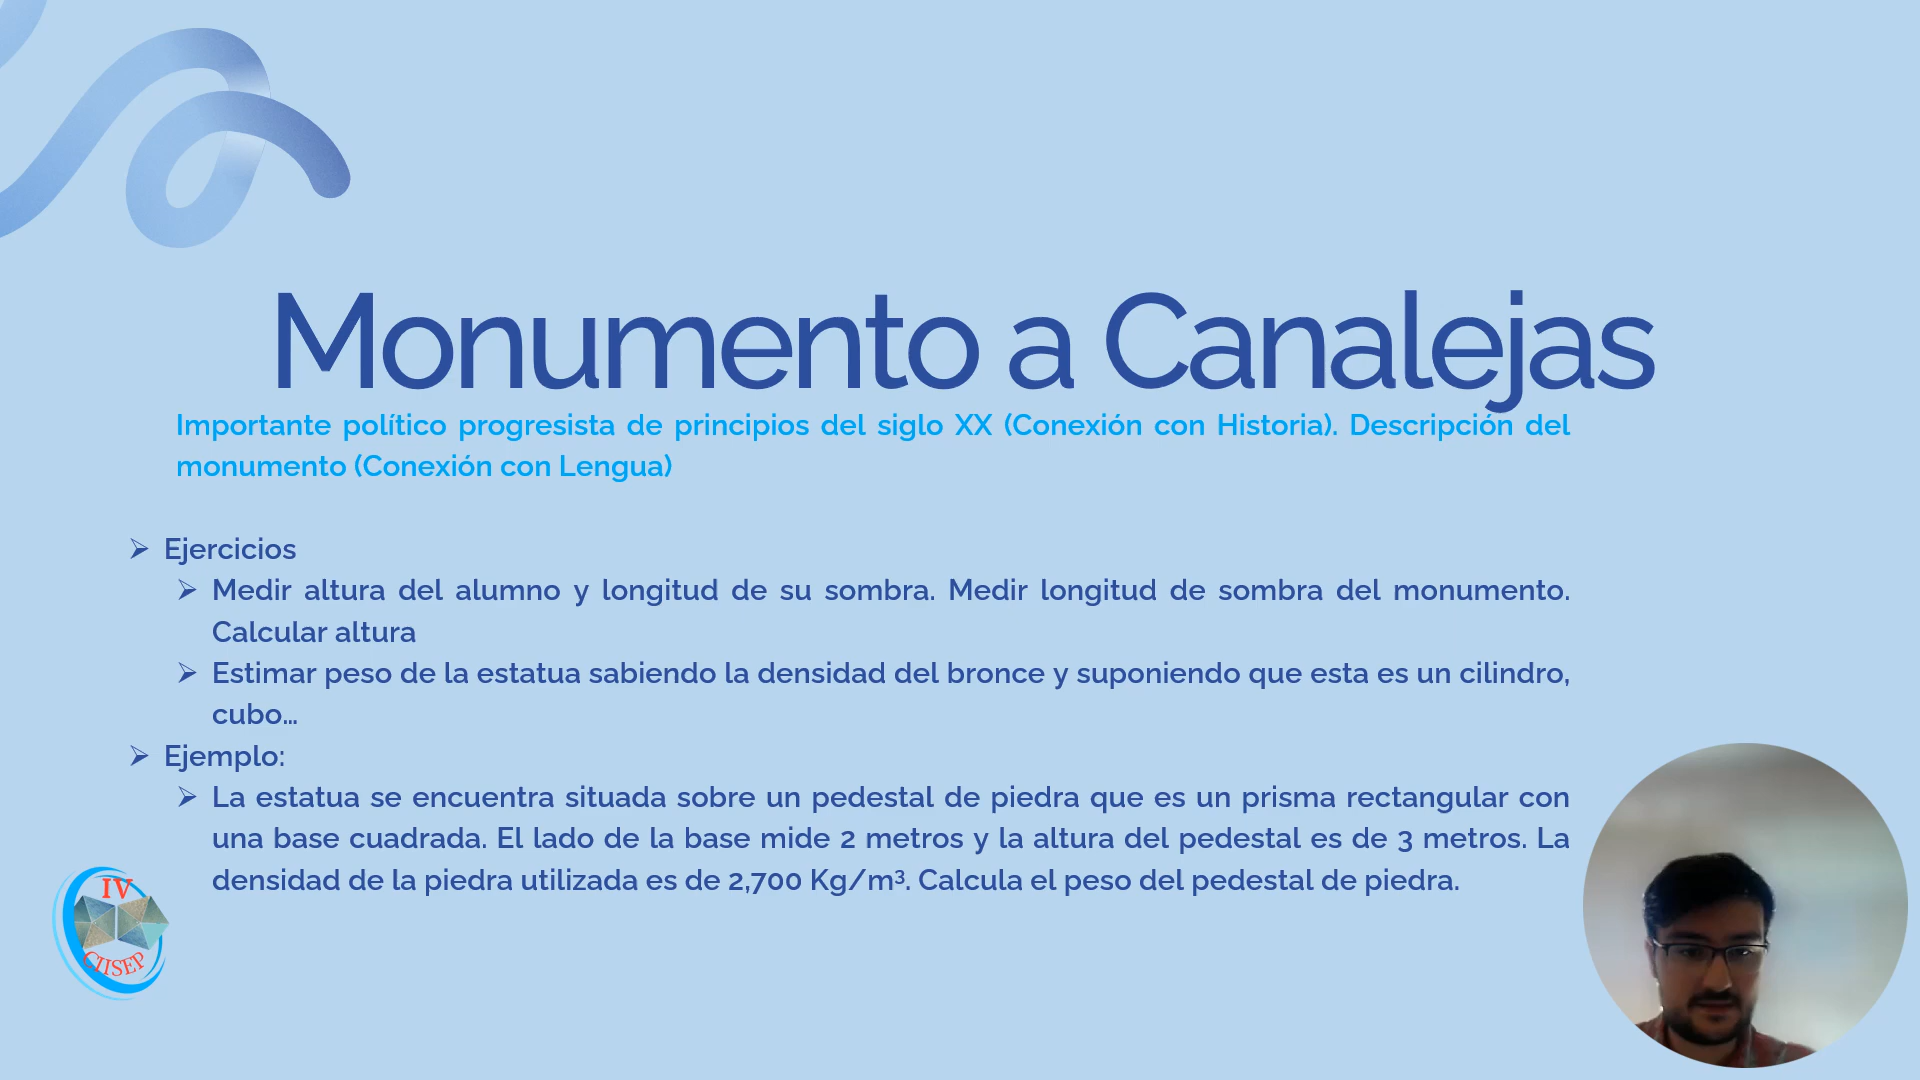 Monumento a Canalejas
Importante político progresista de principios del siglo XX (Conexión con Historia). Descripción del
monumento (Conexión con Lengua)
➢ Ejercicios
➢ Medir altura del alumno y longitud de su sombra. Medir longitud de sombra del monumento.
Calcular altura
➢ Estimar peso de la estatua sabiendo la densidad del bronce y suponiendo que esta es un cilindro,
cubo…
➢ Ejemplo:
➢ La estatua se encuentra situada sobre un pedestal de piedra que es un prisma rectangular con
una base cuadrada. El lado de la base mide 2 metros y la altura del pedestal es de 3 metros. La
densidad de la piedra utilizada es de 2,700 Kg/m³. Calcula el peso del pedestal de piedra.
IV
CIISEP